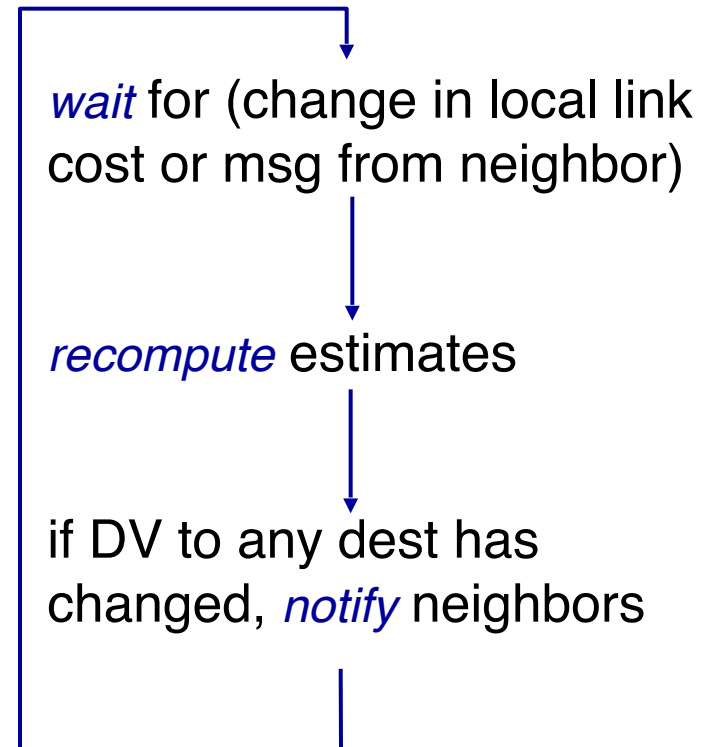 wait for (change in local link
cost or msg from neighbor)
recompute estimates
if DV to any dest has
changed, notify neighbors